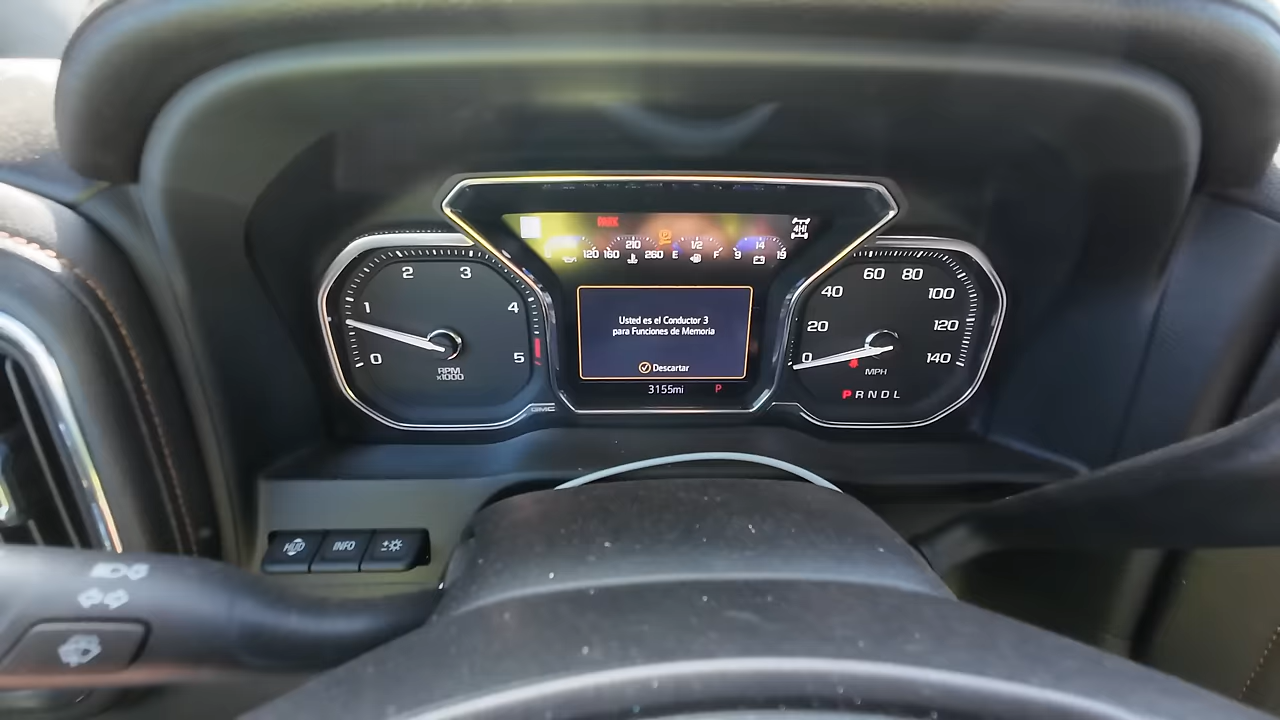 4HI
210
1/2
14
120 160
260 E
F 9
19
2 3
1 4
0 5
RPM
x1000
GMC
Usted es el Conductor 3
para Funciones de Memoria
Descartar
3155mi P
60 80
40 100
20 120
0 140
MPH
PRNDL
HUD INFO